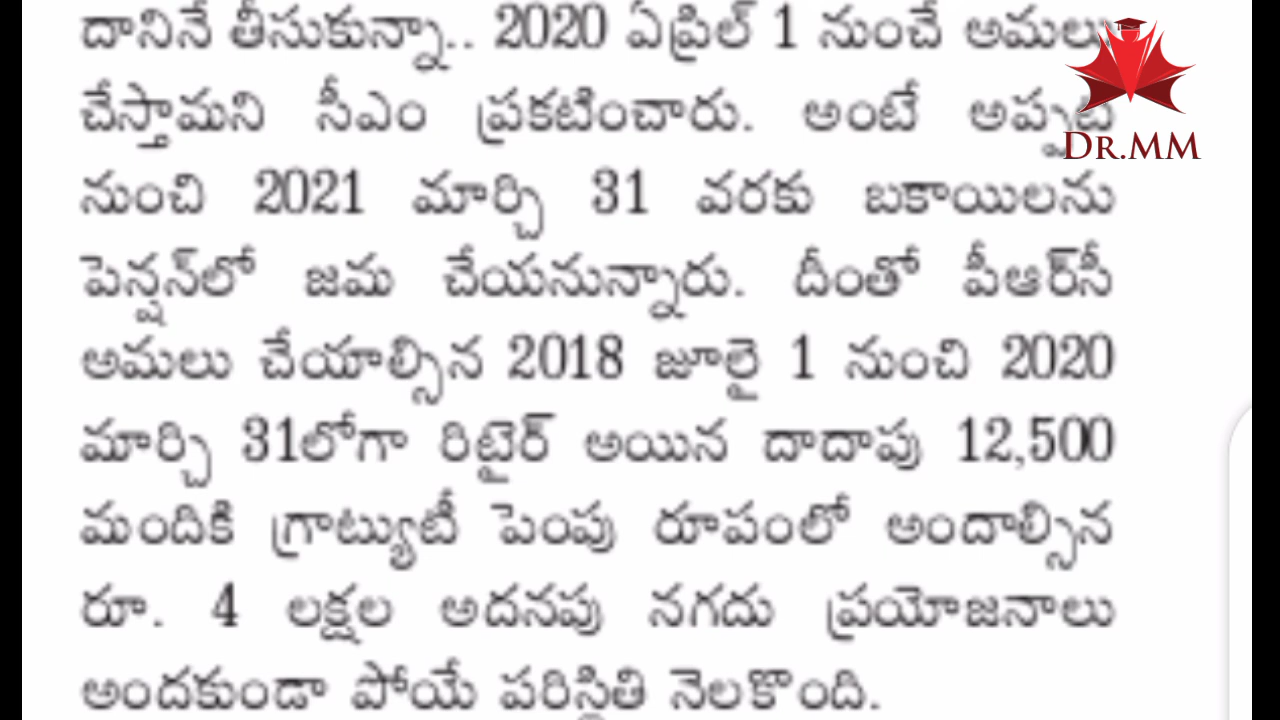 దానినే తీసుకున్నా.. 2020 ఏప్రిల్ 1 నుంచే అమలు
చేస్తామని సీఎం ప్రకటించారు. అంటే అప్పటి
నుంచి 2021 మార్చి 31 వరకు బకాయిలను
పెన్షన్‌లో జమ చేయనున్నారు. దీంతో పీఆర్‌సీ
అమలు చేయాల్సిన 2018 జూలై 1 నుంచి 2020
మార్చి 31లోగా రిటైర్ అయిన దాదాపు 12,500
మందికి గ్రాట్యుటీ పెంపు రూపంలో అందాల్సిన
రూ. 4 లక్షల అదనపు నగదు ప్రయోజనాలు
అందకుండా పోయే పరిస్థితి నెలకొంది.
DR.MM